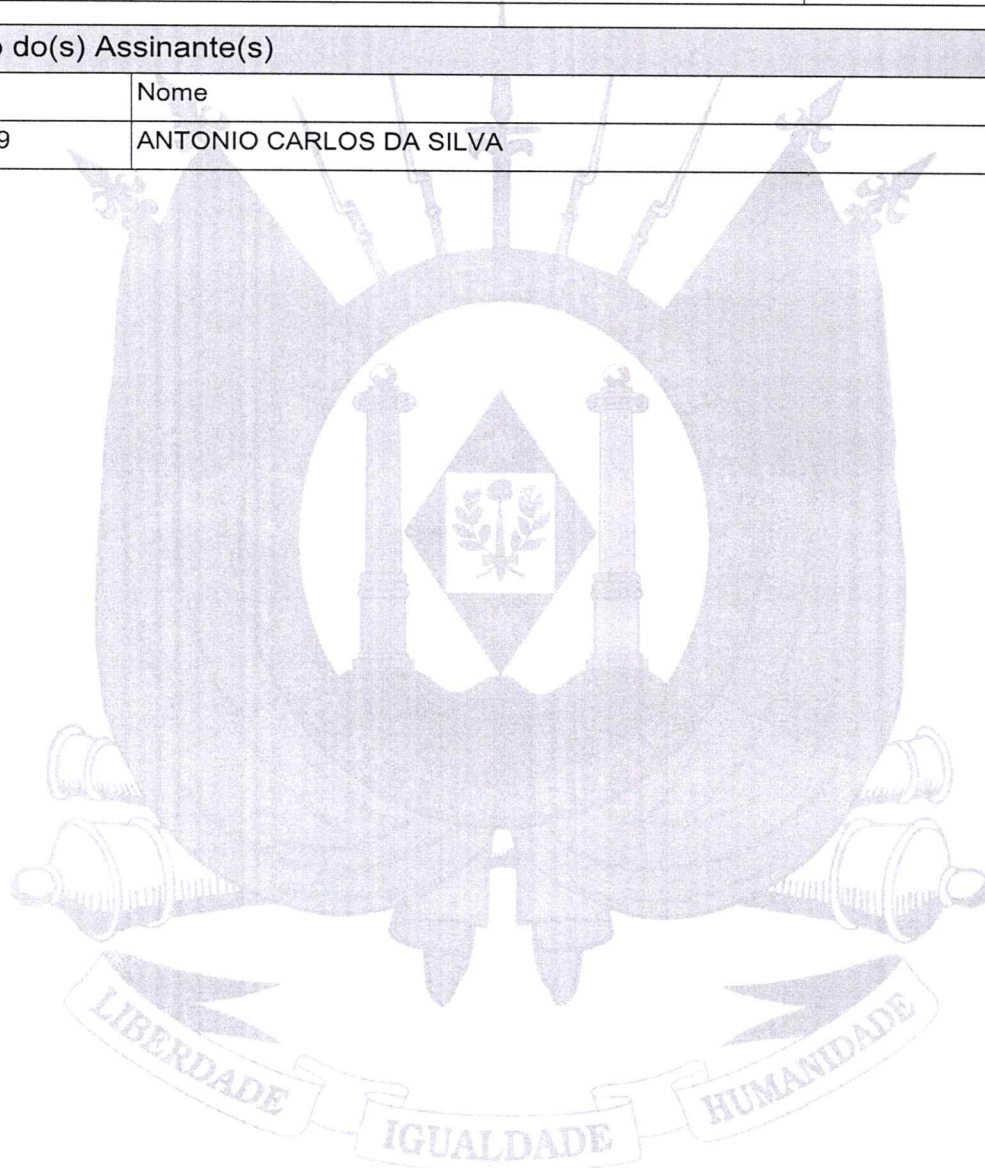 o do(s) Assinante(s)
Nome
9 ANTONIO CARLOS DA SILVA
LIBERDADE IGUALDADE HUMANIDADE